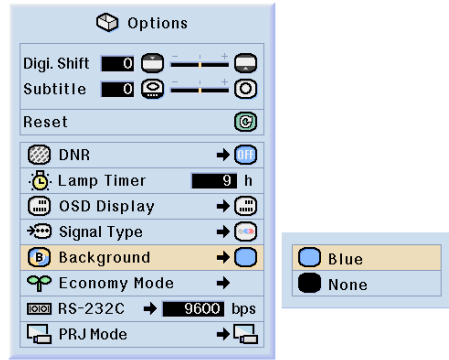 Options
Digi. Shift 0
Subtitle 0
Reset
DNR OFF
Lamp Timer 9 h
OSD Display
Signal Type
B Background
Blue
None
Economy Mode
RS-232C 9600 bps
PRJ Mode